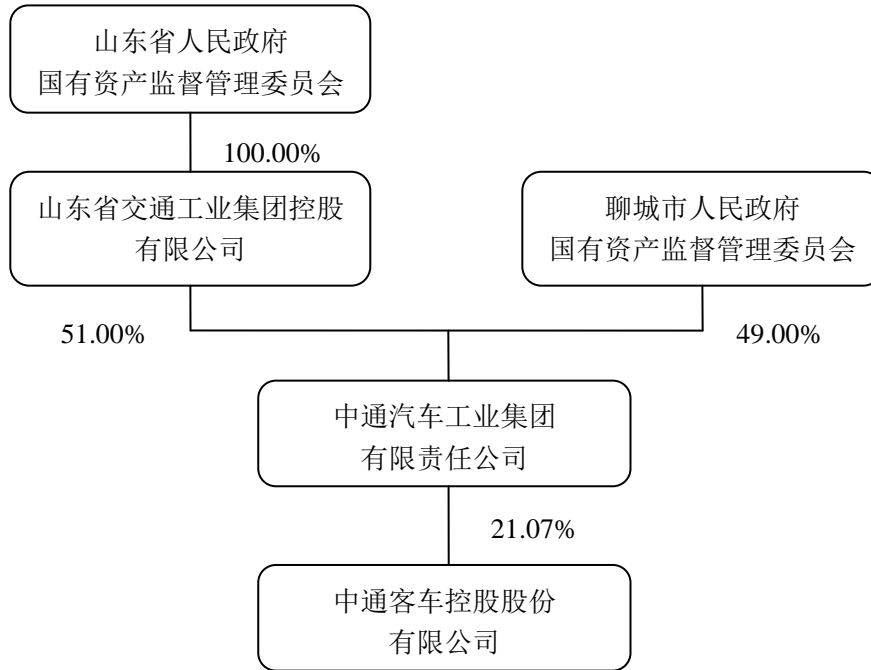 山东省人民政府
国有资产监督管理委员会
100.00%
山东省交通工业集团控股
有限公司
聊城市人民政府
国有资产监督管理委员会
51.00%
49.00%
中通汽车工业集团
有限责任公司
21.07%
中通客车控股股份
有限公司